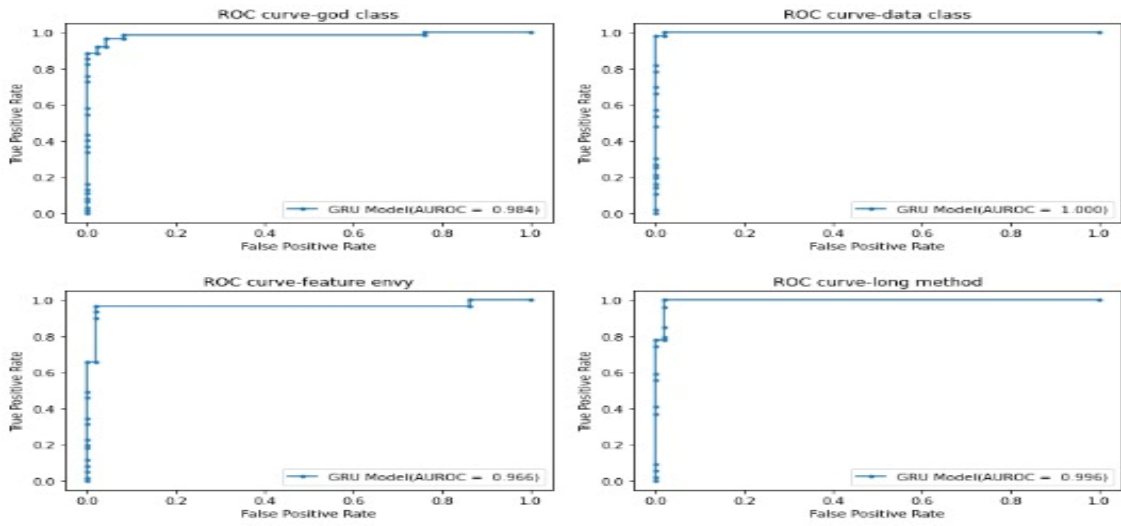 ROC curve-god class
1.0
0.8
0.6
0.4
0.2
0.0
True Positive Rate
GRU Model(AUROC = 0.984)
0.0 0.2 0.4 0.6 0.8 1.0
False Positive Rate
ROC curve-data class
1.0
0.8
0.6
0.4
0.2
0.0
True Positive Rate
GRU Model(AUROC = 1.000)
0.0 0.2 0.4 0.6 0.8 1.0
False Positive Rate
ROC curve-feature envy
1.0
0.8
0.6
0.4
0.2
0.0
True Positive Rate
GRU Model(AUROC = 0.966)
0.0 0.2 0.4 0.6 0.8 1.0
False Positive Rate
ROC curve-long method
1.0
0.8
0.6
0.4
0.2
0.0
True Positive Rate
GRU Model(AUROC = 0.996)
0.0 0.2 0.4 0.6 0.8 1.0
False Positive Rate